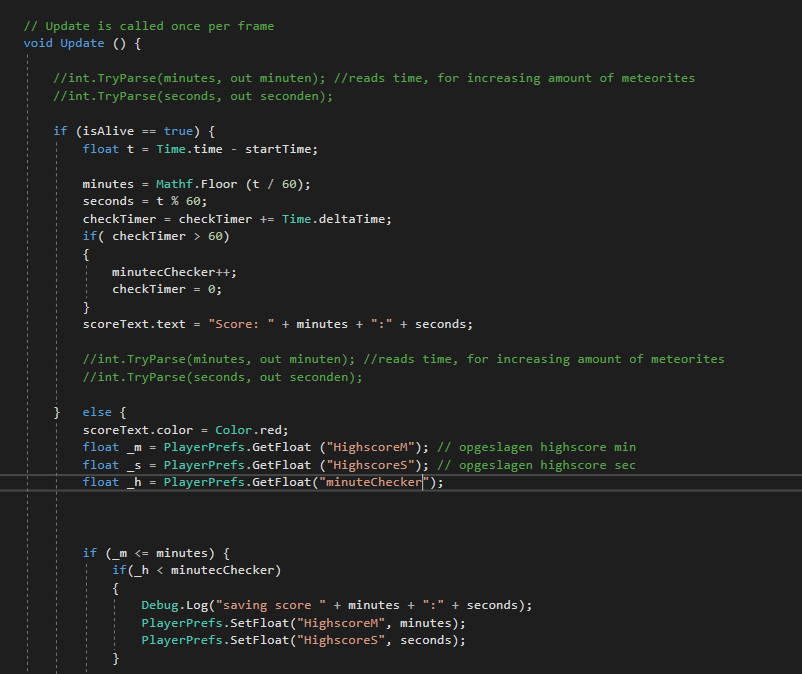 // Update is called once per frame
void Update () {
//int.TryParse(minutes, out minuten); //reads time, for increasing amount of meteorites
//int.TryParse(seconds, out seconden);
if (isAlive == true) {
float t = Time.time - startTime;
minutes = Mathf.Floor (t / 60);
seconds = t % 60;
checkTimer = checkTimer += Time.deltaTime;
if( checkTimer > 60)
{
minutecChecker++;
checkTimer = 0;
}
scoreText.text = "Score: " + minutes + ":" + seconds;
//int.TryParse(minutes, out minuten); //reads time, for increasing amount of meteorites
//int.TryParse(seconds, out seconden);
} else {
scoreText.color = Color.red;
float _m = PlayerPrefs.GetFloat ("HighscoreM"); // opgeslagen highscore min
float _s = PlayerPrefs.GetFloat ("HighscoreS"); // opgeslagen highscore sec
float _h = PlayerPrefs.GetFloat("minuteChecker");
if (_m <= minutes) {
if(_h < minutecChecker)
{
Debug.Log("saving score " + minutes + ":" + seconds);
PlayerPrefs.SetFloat("HighscoreM", minutes);
PlayerPrefs.SetFloat("HighscoreS", seconds);
}